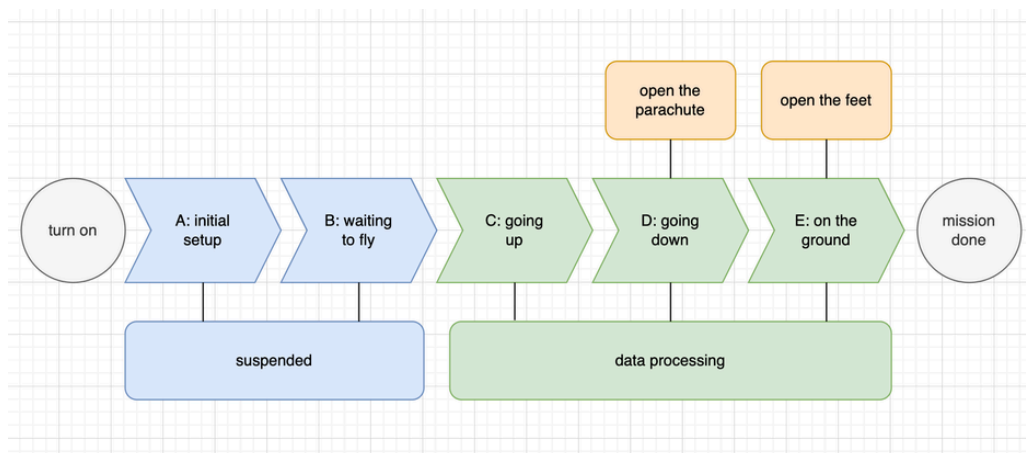 open the
parachute
open the feet
turn on
A: initial
setup
B: waiting
to fly
C: going
up
D: going
down
E: on the
ground
mission
done
suspended
data processing